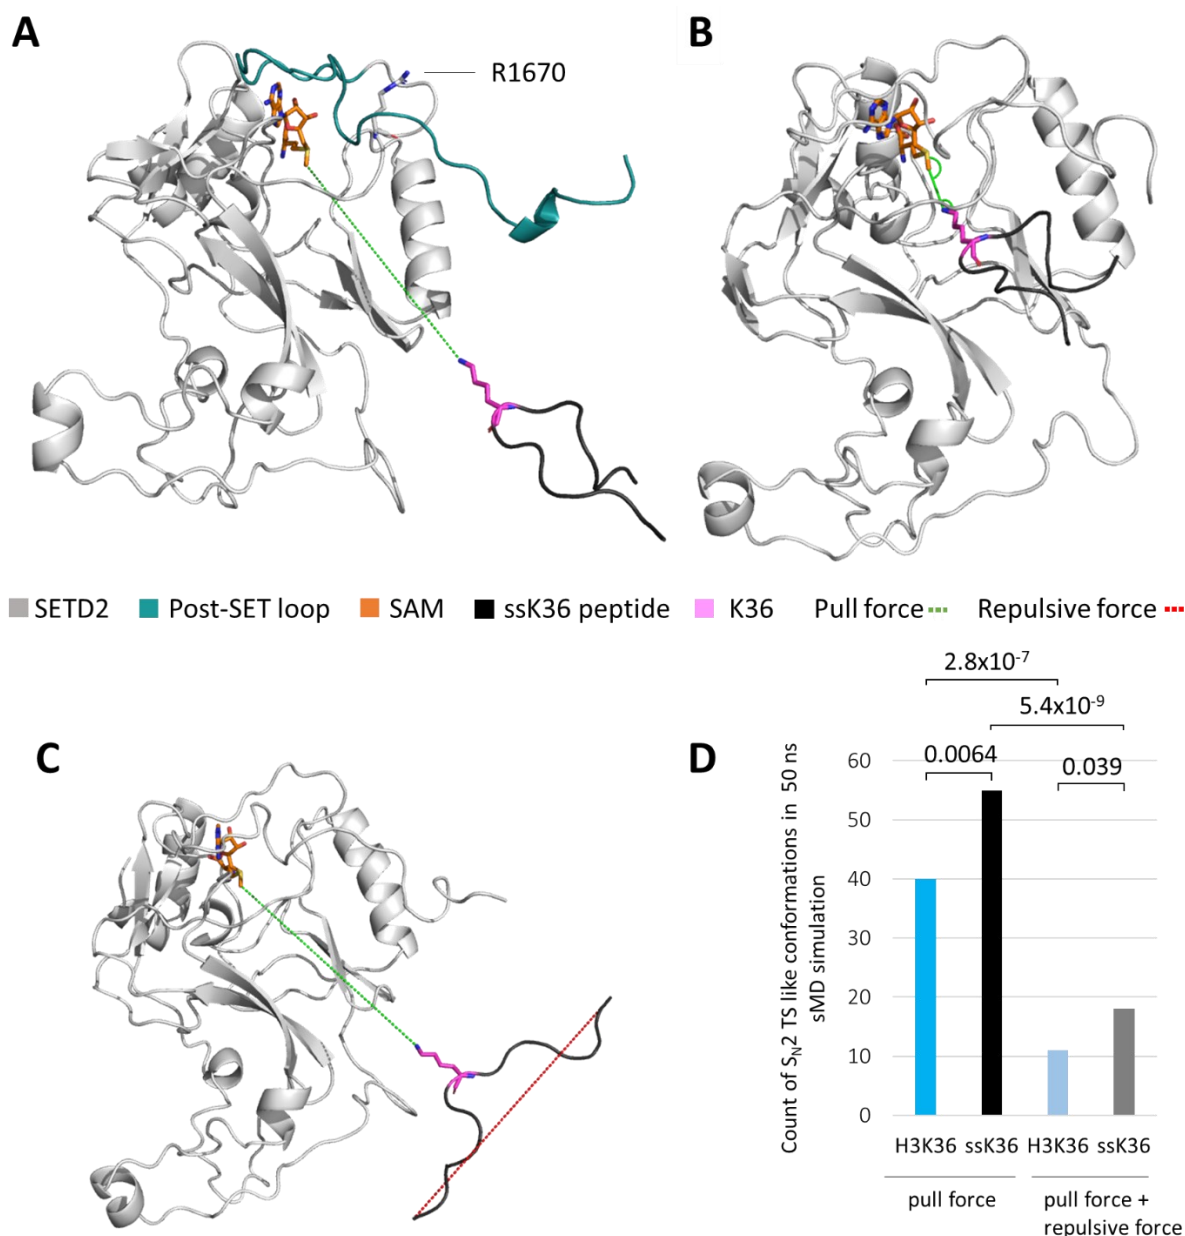 A
R1670
B
SETD2 Post-SET loop SAM ssK36 peptide K36 Pull force Repulsive force
C
D
2.8x10⁻⁷
5.4x10⁻⁹
0.0064
0.039
Count of SN2 TS like conformations in 50 ns
sMD simulation
60
50
40
30
20
10
0
H3K36 ssK36 H3K36 ssK36
pull force
pull force +
repulsive force